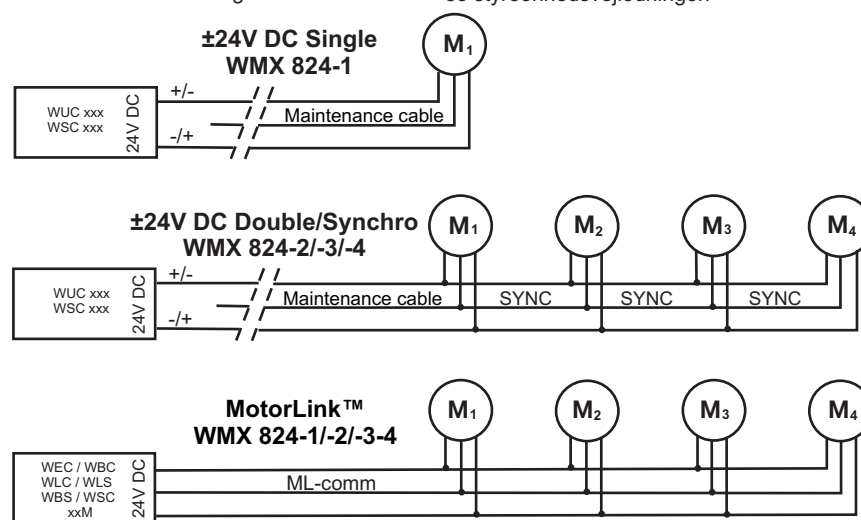 ±24V DC Single
WMX 824-1
M1
WUC xxx
WSC xxx
24V DC
+/-
-/+
Maintenance cable
±24V DC Double/Synchro
WMX 824-2/-3/-4
M1
M2
M3
M4
WUC xxx
WSC xxx
24V DC
+/-
-/+
Maintenance cable
SYNC
SYNC
SYNC
MotorLink™
WMX 824-1/-2/-3-4
M1
M2
M3
M4
WEC / WBC
WLC / WLS
WBS / WSC
xxM
24V DC
ML-comm